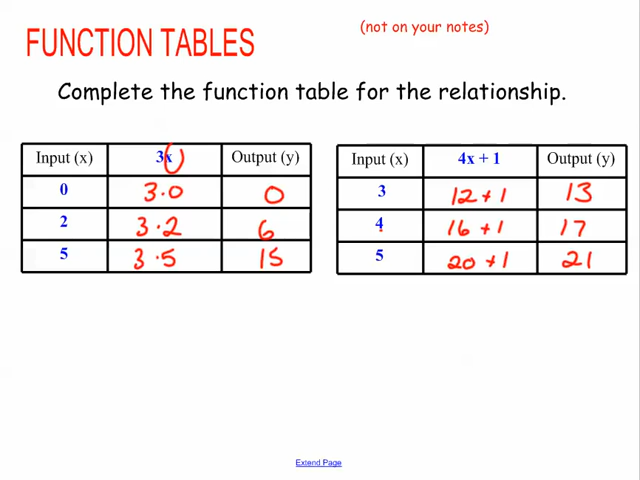 (not on your notes)
FUNCTION TABLES
Complete the function table for the relationship.
Input (x) 3x Output (y)
0 3·0 0
2 3·2 6
5 3·5 15
Input (x) 4x + 1 Output (y)
3 12+1 13
4 16+1 17
5 20+1 21
Extend Page